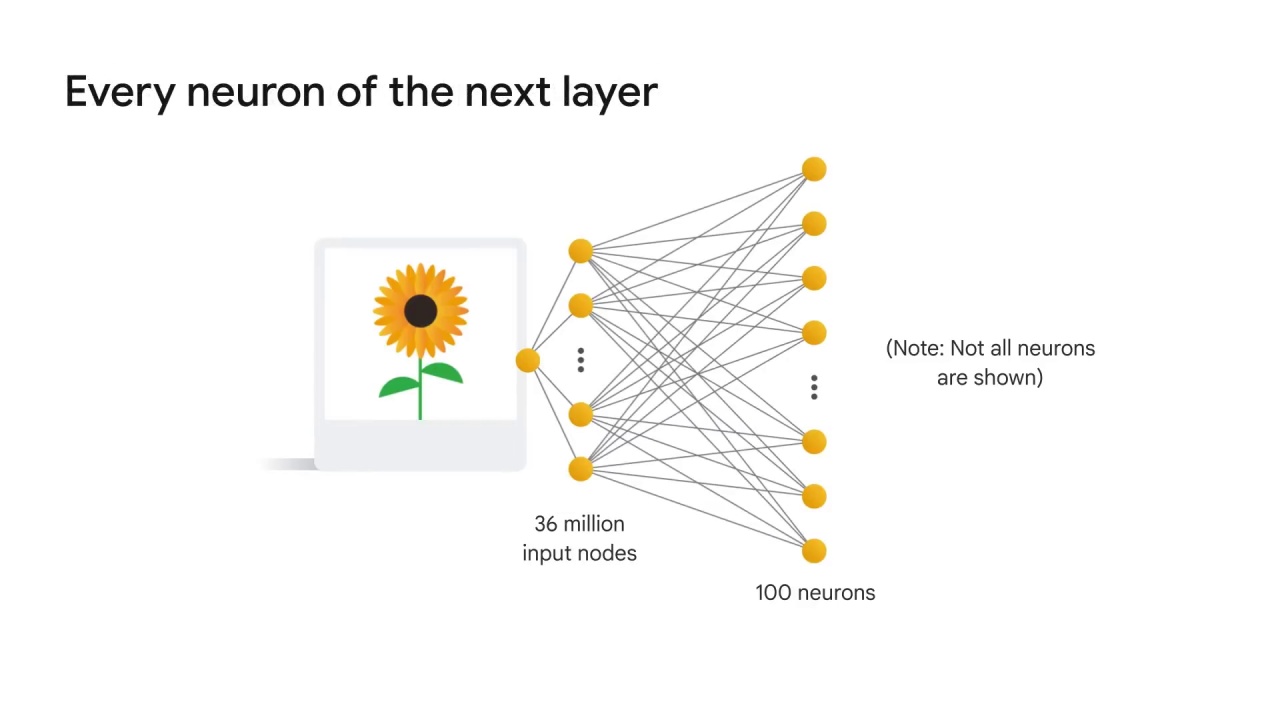 Every neuron of the next layer
(Note: Not all neurons
are shown)
36 million
input nodes
100 neurons